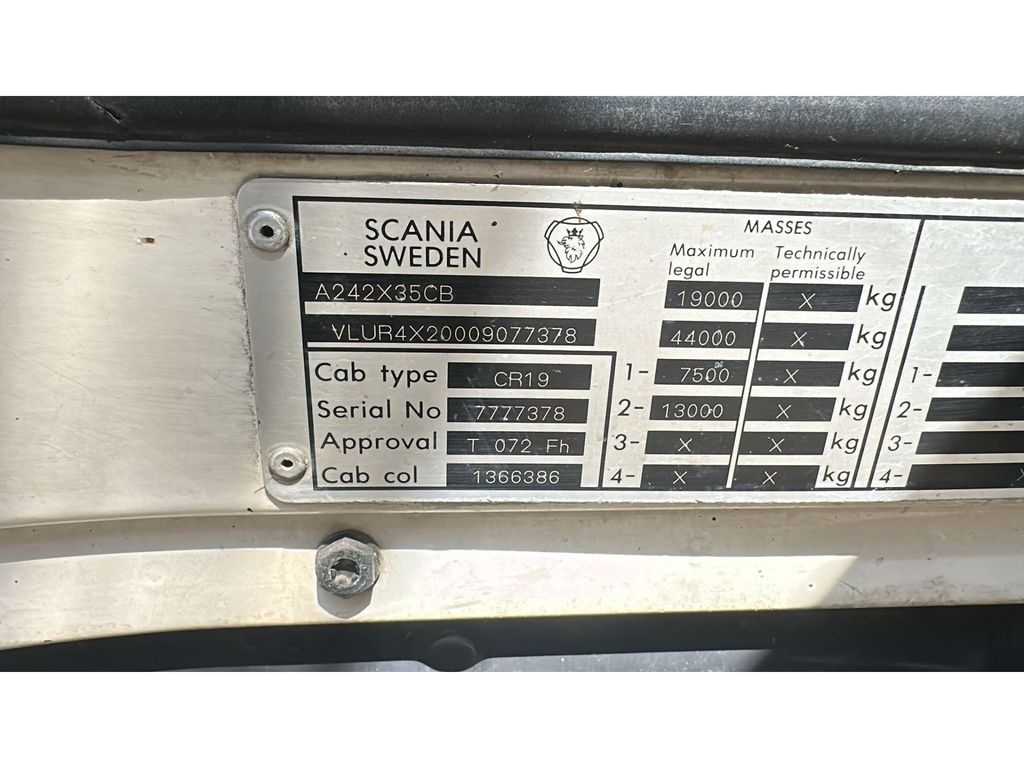 SCANIA
SWEDEN
A242X35CB
VLUR4X20009077378
Cab type CR19
Serial No 7777378
Approval T 072 Fh
Cab col 1366386
MASSES
Maximum legal Technically permissible
19000 X kg
44000 X kg
1- 7500 X kg
2- 13000 X kg
3- X X kg
4- X X kg
1-
2-
3-
4-